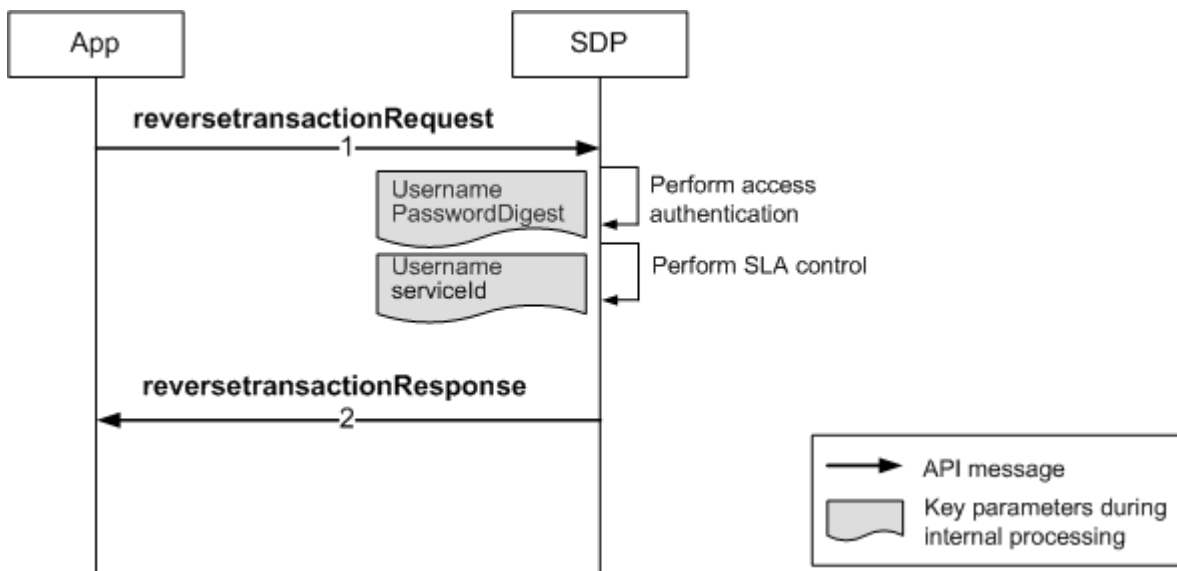 App
SDP
reversetransactionRequest
1
Username
PasswordDigest
Perform access
authentication
Username
serviceId
Perform SLA control
reversetransactionResponse
2
API message
Key parameters during
internal processing